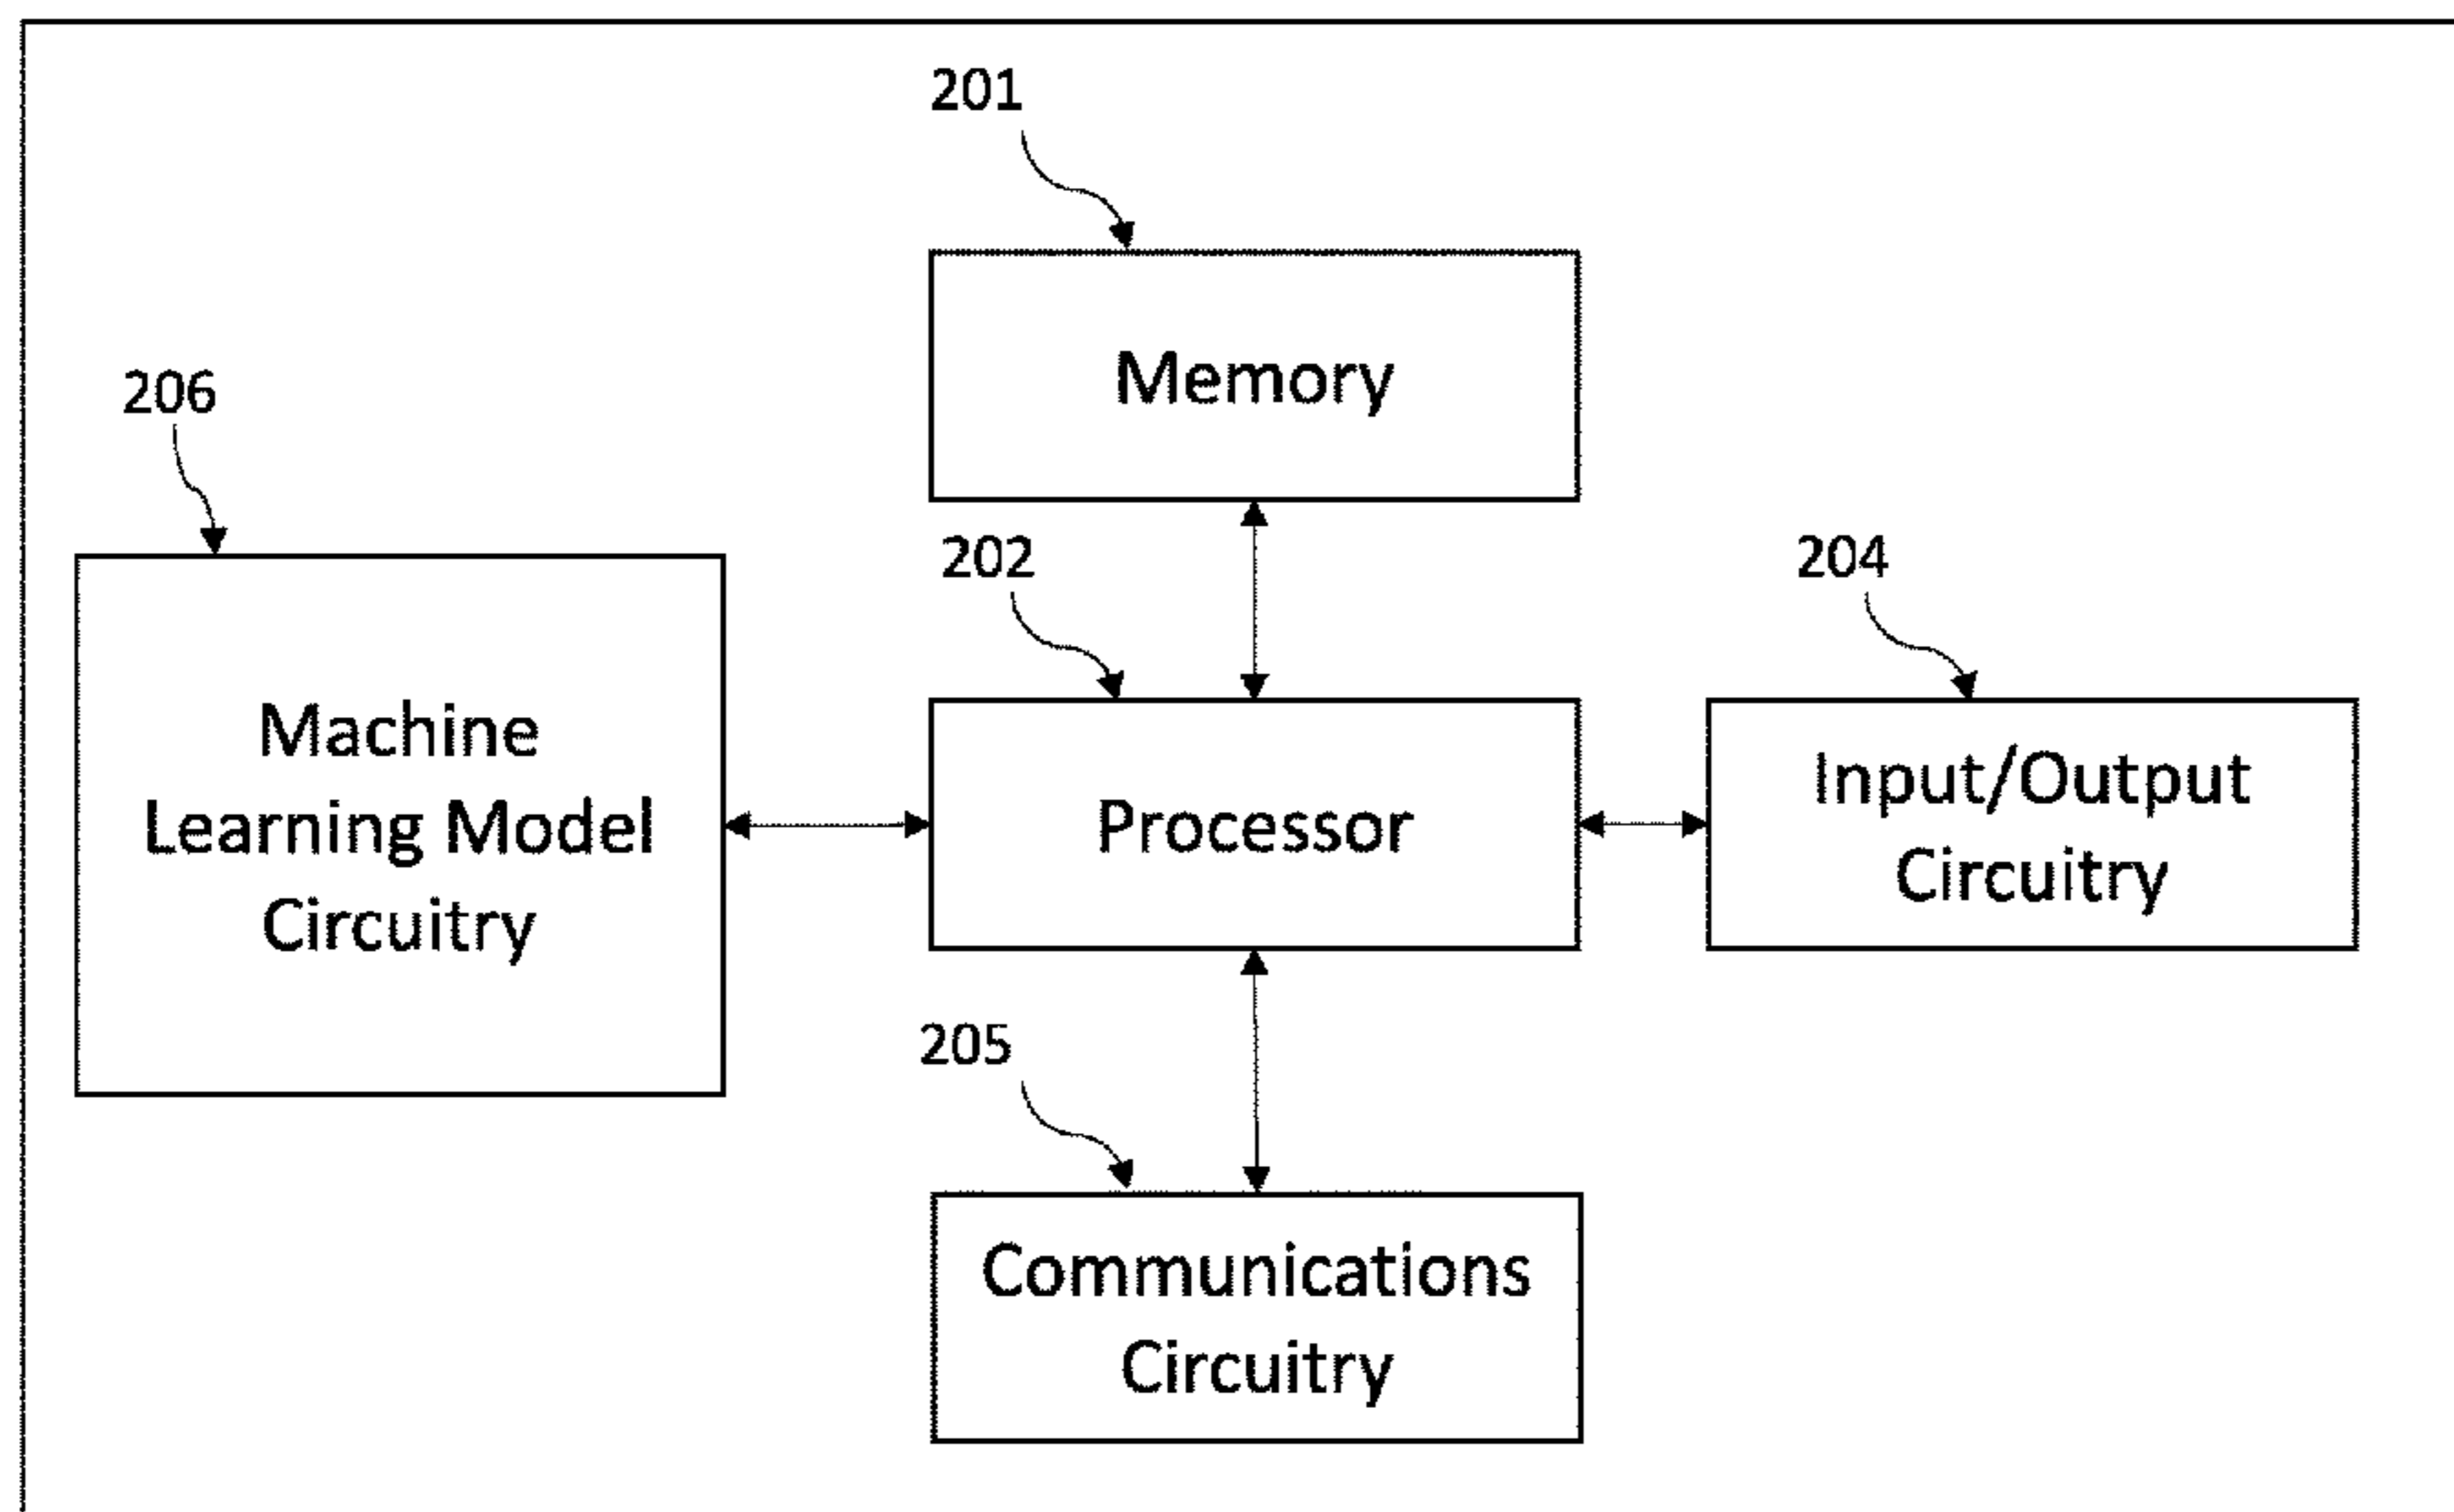 201
Memory
206
202
204
Machine
Learning Model
Circuitry
Processor
Input/Output
Circuitry
205
Communications
Circuitry